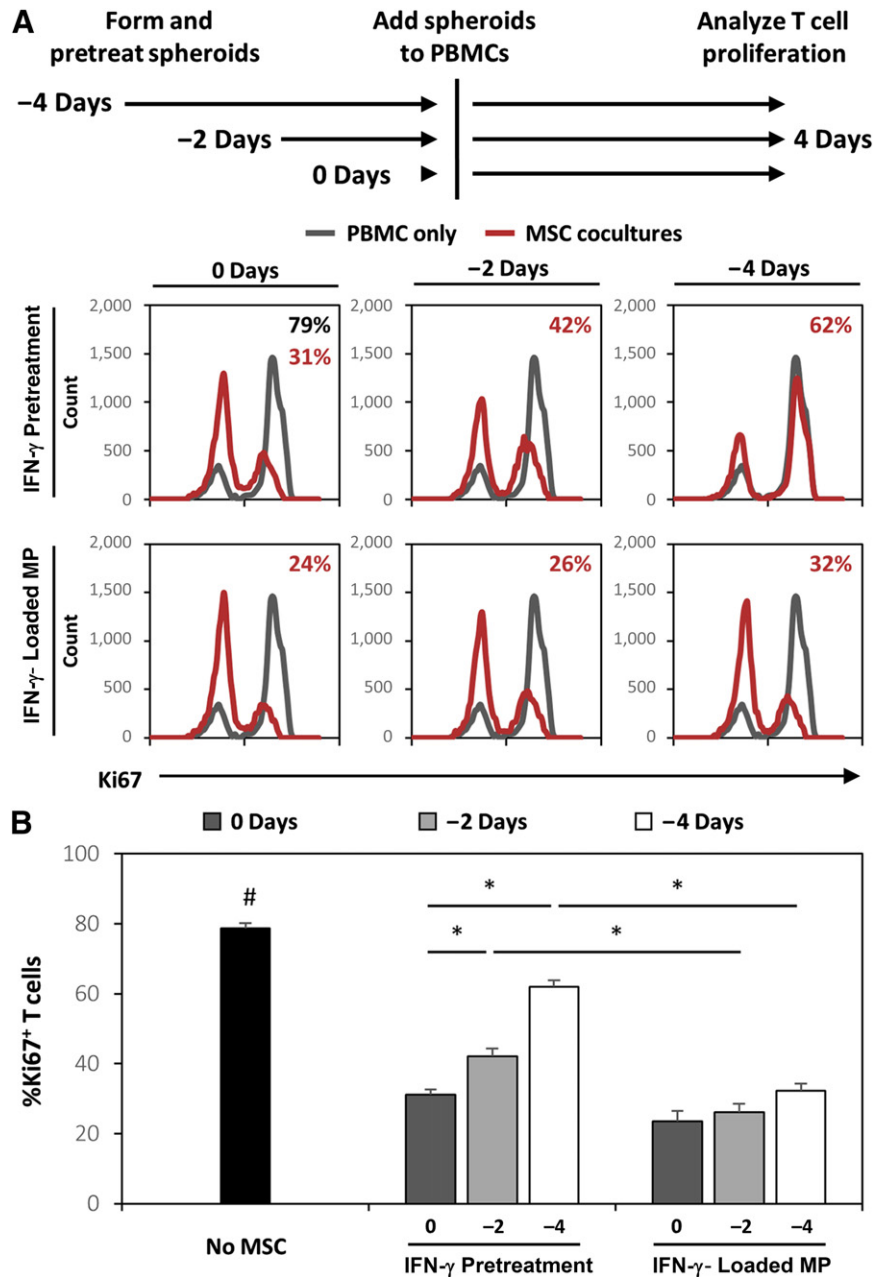 A
Form and
pretreat spheroids
Add spheroids
to PBMCs
Analyze T cell
proliferation
−4 Days
−2 Days
0 Days
4 Days
PBMC only
MSC cocultures
0 Days
−2 Days
−4 Days
IFN-γ Pretreatment
Count
2,000
1,500
1,000
500
0
79%
31%
2,000
1,500
1,000
500
0
42%
2,000
1,500
1,000
500
0
62%
IFN-γ- Loaded MP
Count
2,000
1,500
1,000
500
0
24%
2,000
1,500
1,000
500
0
26%
2,000
1,500
1,000
500
0
32%
Ki67
B
0 Days
−2 Days
−4 Days
%Ki67+ T cells
100
80
60
40
20
0
#
*
*
*
*
0
−2
−4
0
−2
−4
No MSC
IFN-γ Pretreatment
IFN-γ- Loaded MP